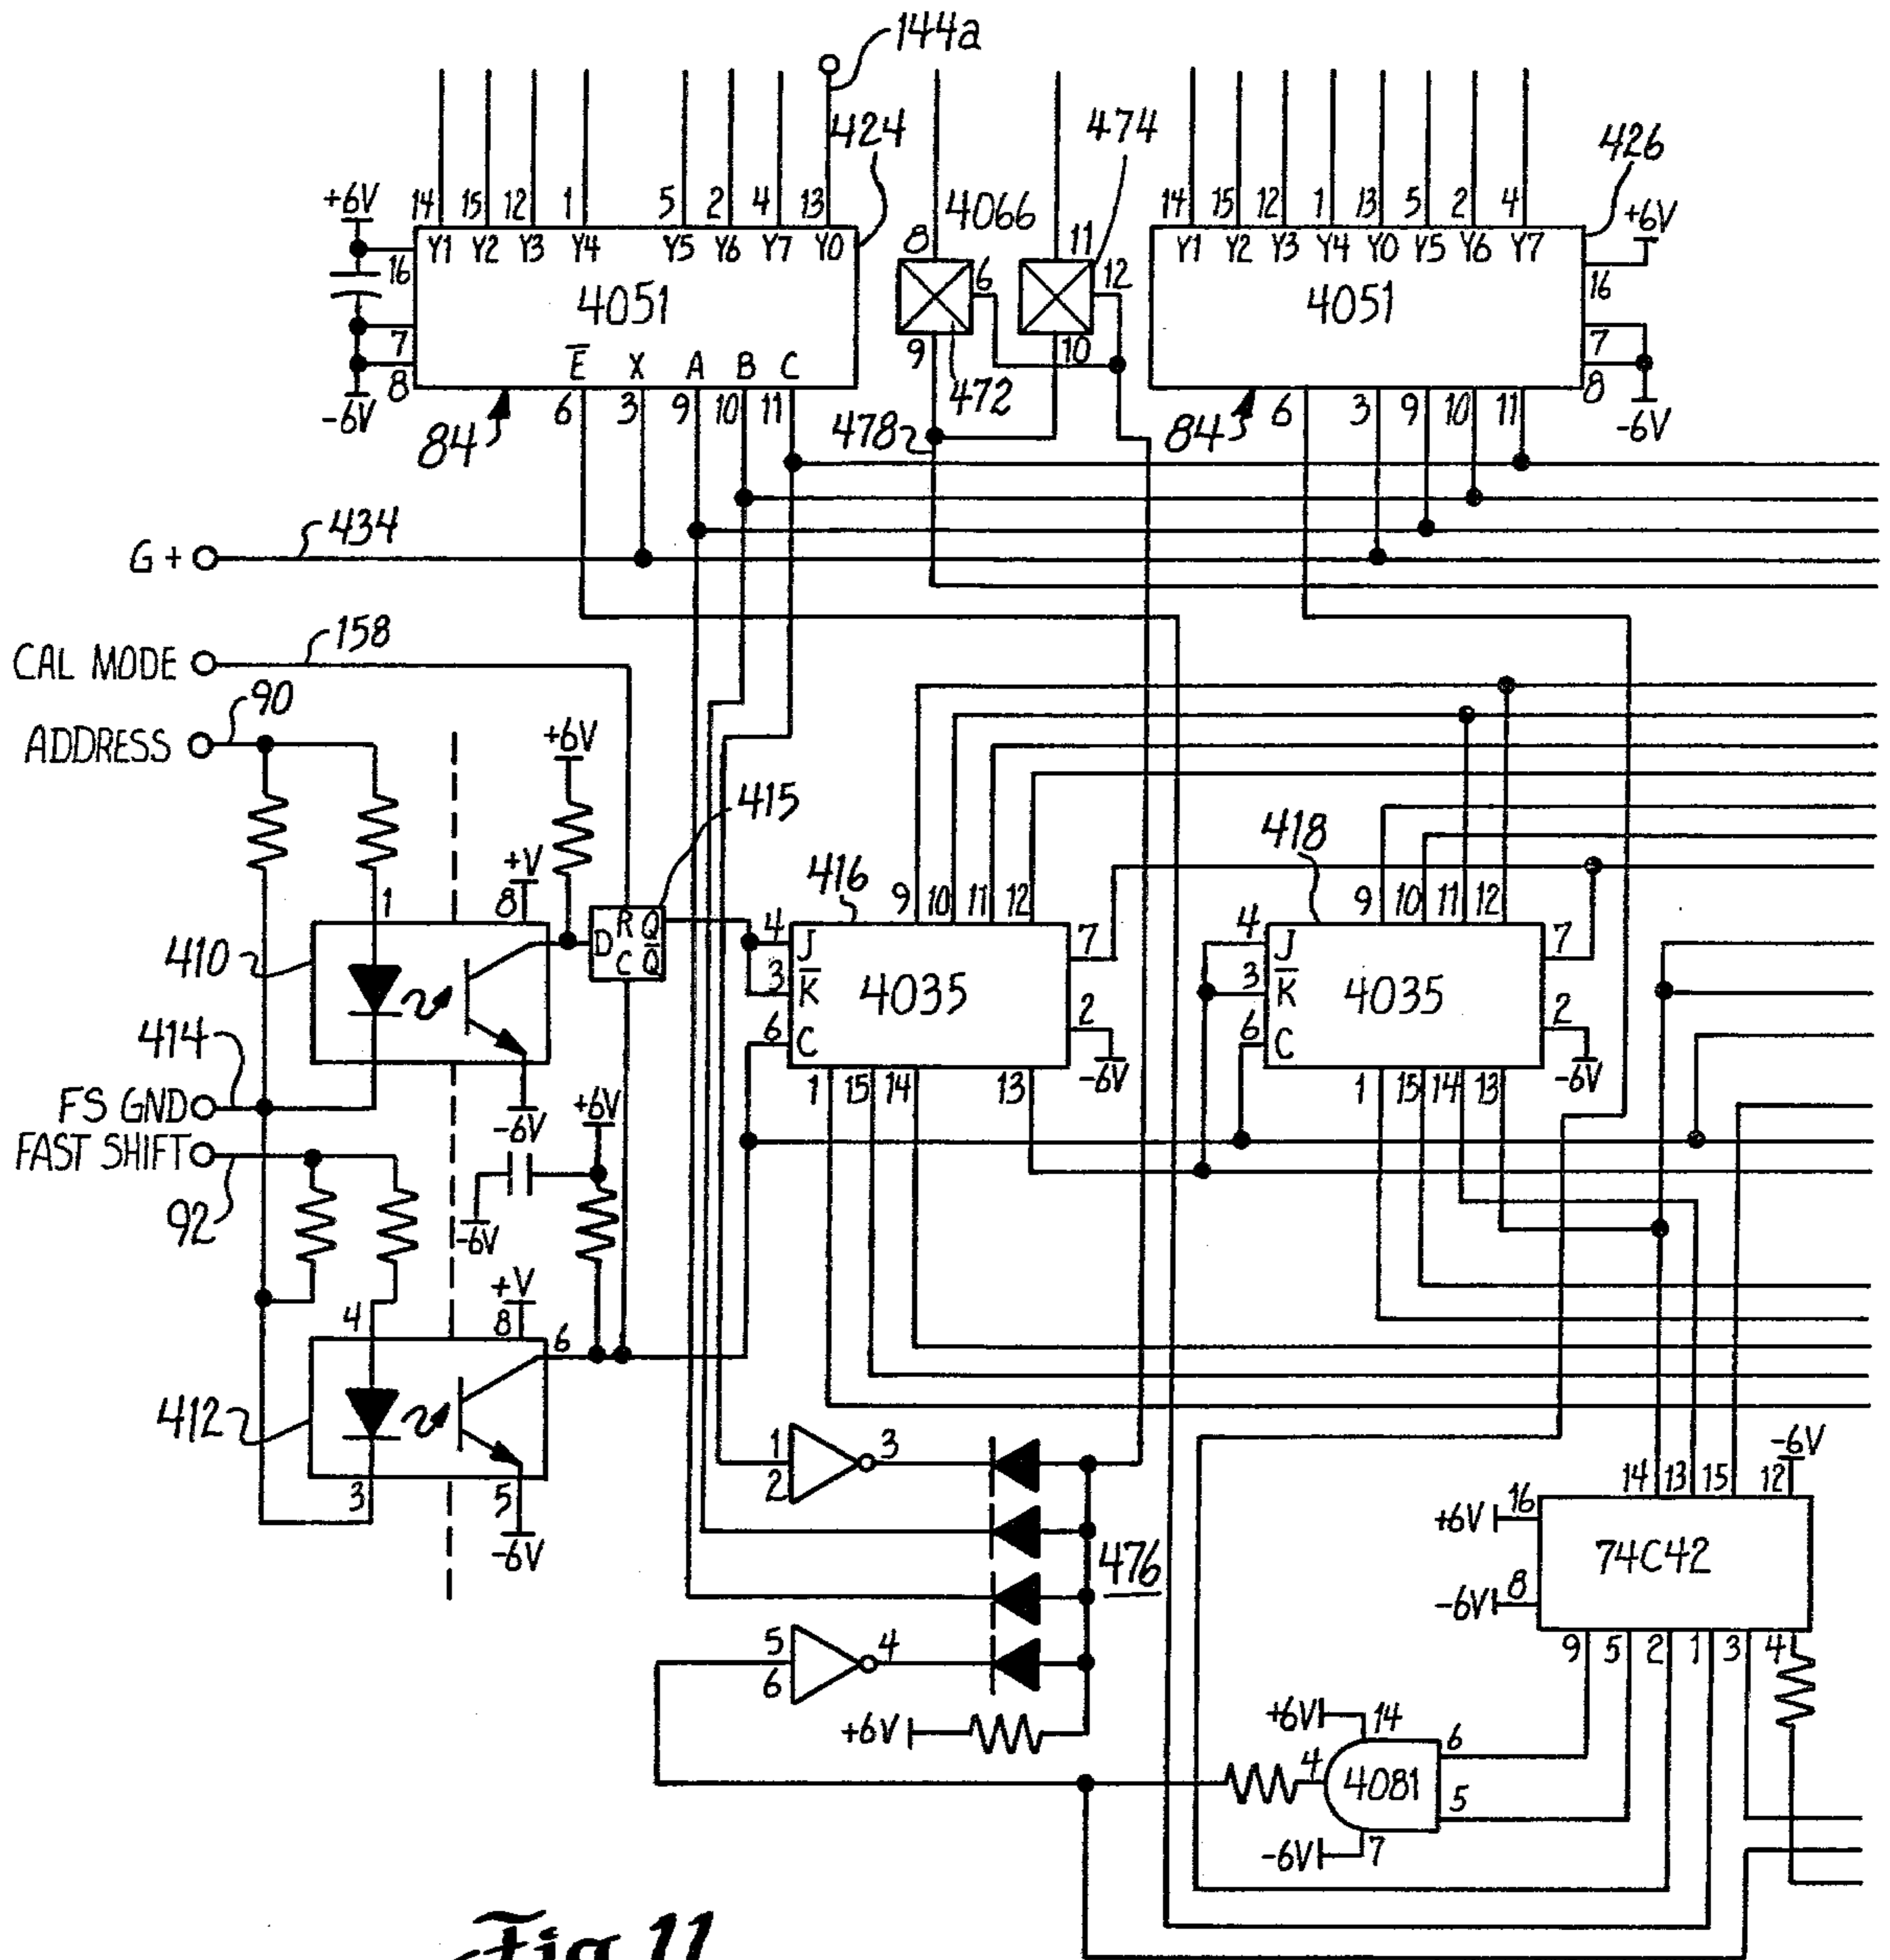 144a
424
474
426
+6V
14 15 12 1 5 2 4 13
4066
14 15 12 1 13 5 2 4
+6V
Y1 Y2 Y3 Y4 Y5 Y6 Y7 Y0
8
11
Y1 Y2 Y3 Y4 Y0 Y5 Y6 Y7
16
4051
6
12
4051
16
7
9
10
7
8
E̅ X A B C
472
8
-6V
84
6 3 9 10 11
478
84
6 3 9 10 11
-6V
G +
434
CAL MODE
158
ADDRESS
90
+6V
415
418
+V
416
1
8
9 10 11 12
9 10 11 12
410
D R Q
C Q̅
4 J
3 K̅
6 C
4035
7
2
4 J
3 K̅
6 C
4035
7
2
414
-6V
-6V
1 15 14 13
1 15 14 13
FS GND
-6V
+6V
FAST SHIFT
92
-6V
+V
4
8
6
412
1
2
3
-6V
14 13 15 12
3
5
+6V
16
-6V
476
74C42
-6V
8
5
6
4
9 5 2 1 3 4
+6V
+6V
14
6
4
4081
5
-6V
7
Fig 11